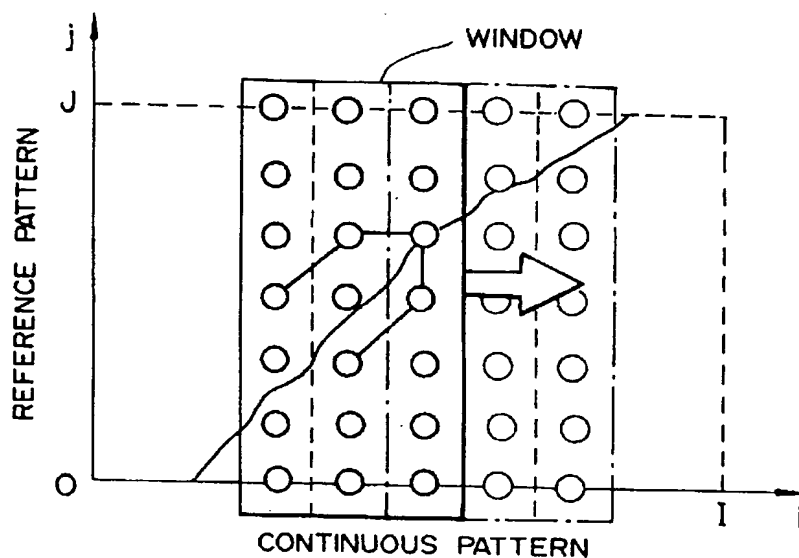 j
WINDOW
J
REFERENCE PATTERN
O
I
i
CONTINUOUS PATTERN